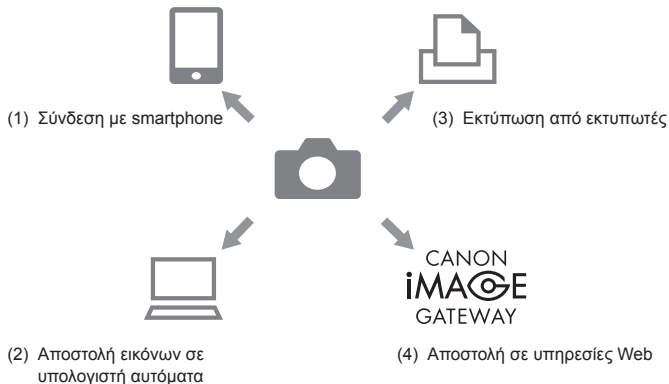 (1) Σύνδεση με smartphone
(3) Εκτύπωση από εκτυπωτές
CANON
iMAGE
GATEWAY
(2) Αποστολή εικόνων σε
υπολογιστή αυτόματα
(4) Αποστολή σε υπηρεσίες Web